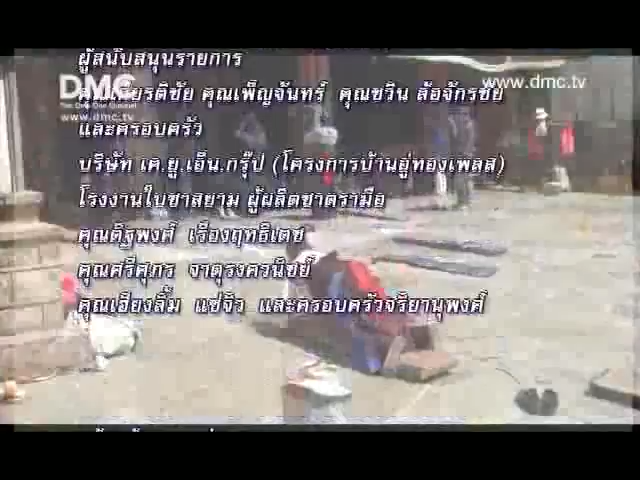 ผู้สนับสนุนรายการ
DMC
The Dhamma Channel
www.dmc.tv
www.dmc.tv
คุณเกียรติชัย คุณเพ็ญจันทร์ คุณชวิน ล้อจักรชัย
และครอบครัว
บริษัท เค.ยู.เอ็น.กรุ๊ป (โครงการบ้านอู่ทองเพลส)
โรงงานใบชาสยาม ผู้ผลิตชาตรามือ
คุณดิฐพงศ์ เรืองฤทธิเดช
คุณศรีศุภร จาตุรงครนัชย์
คุณเฮียงลิ้ม แซ่จิว และครอบครัวจริยานุพงศ์